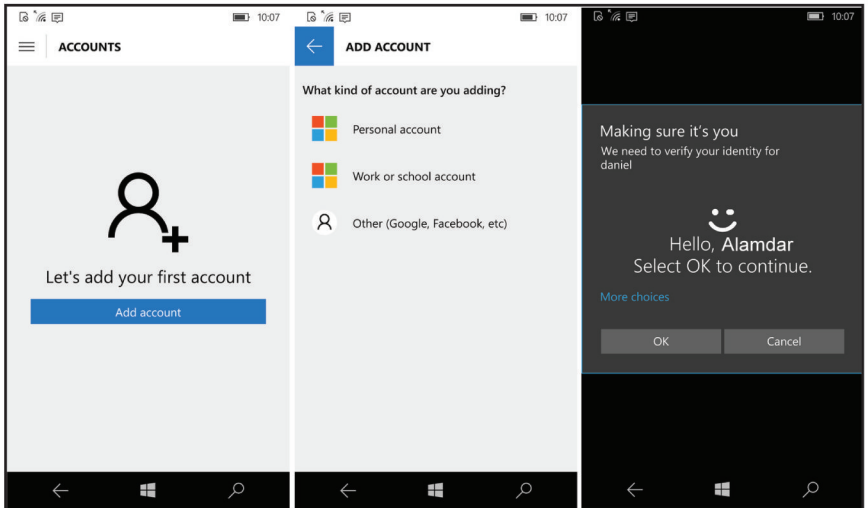 10:07
ACCOUNTS
Let's add your first account
Add account
10:07
ADD ACCOUNT
What kind of account are you adding?
Personal account
Work or school account
Other (Google, Facebook, etc)
10:07
Making sure it's you
We need to verify your identity for
daniel
Hello, Alamdar
Select OK to continue.
More choices
OK
Cancel